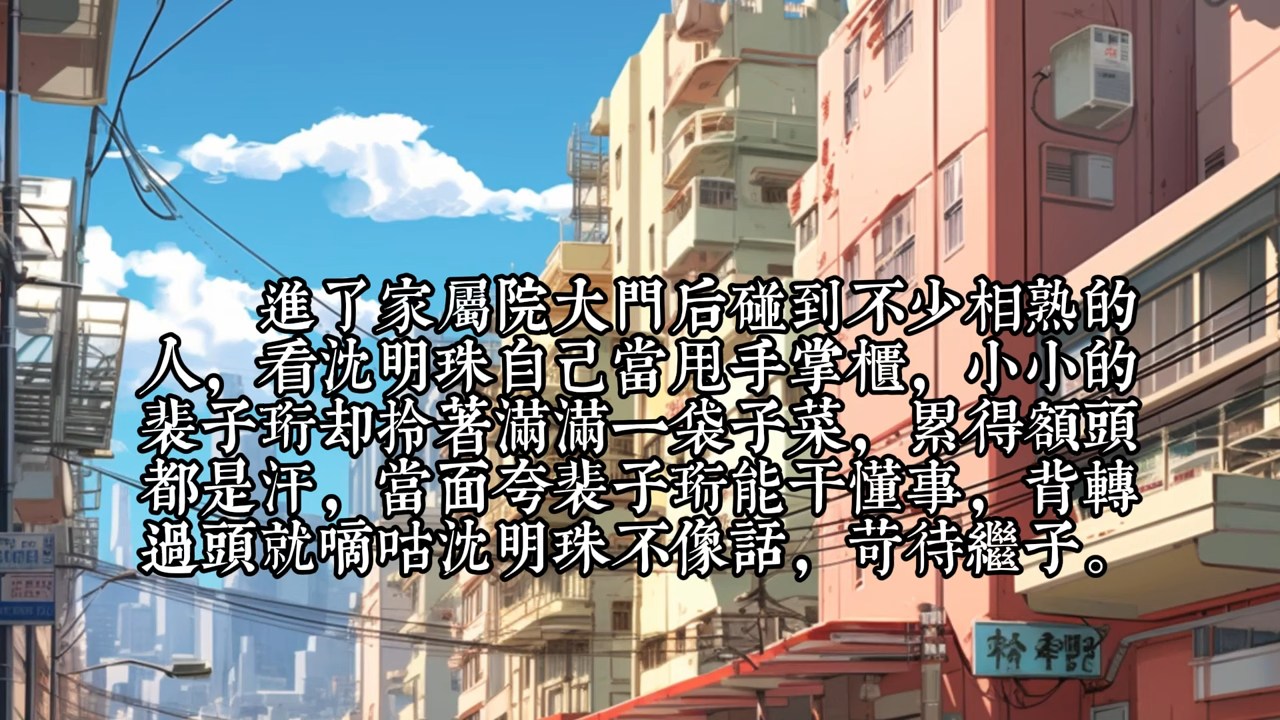 進了家屬院大門后碰到不少相熟的
人，看沈明珠自己當甩手掌櫃，小小的
裴子珩却拎著滿滿一袋子菜，累得額頭
都是汗，當面夸裴子珩能干懂事，背轉
過頭就嘀咕沈明珠不像話，苛待繼子。